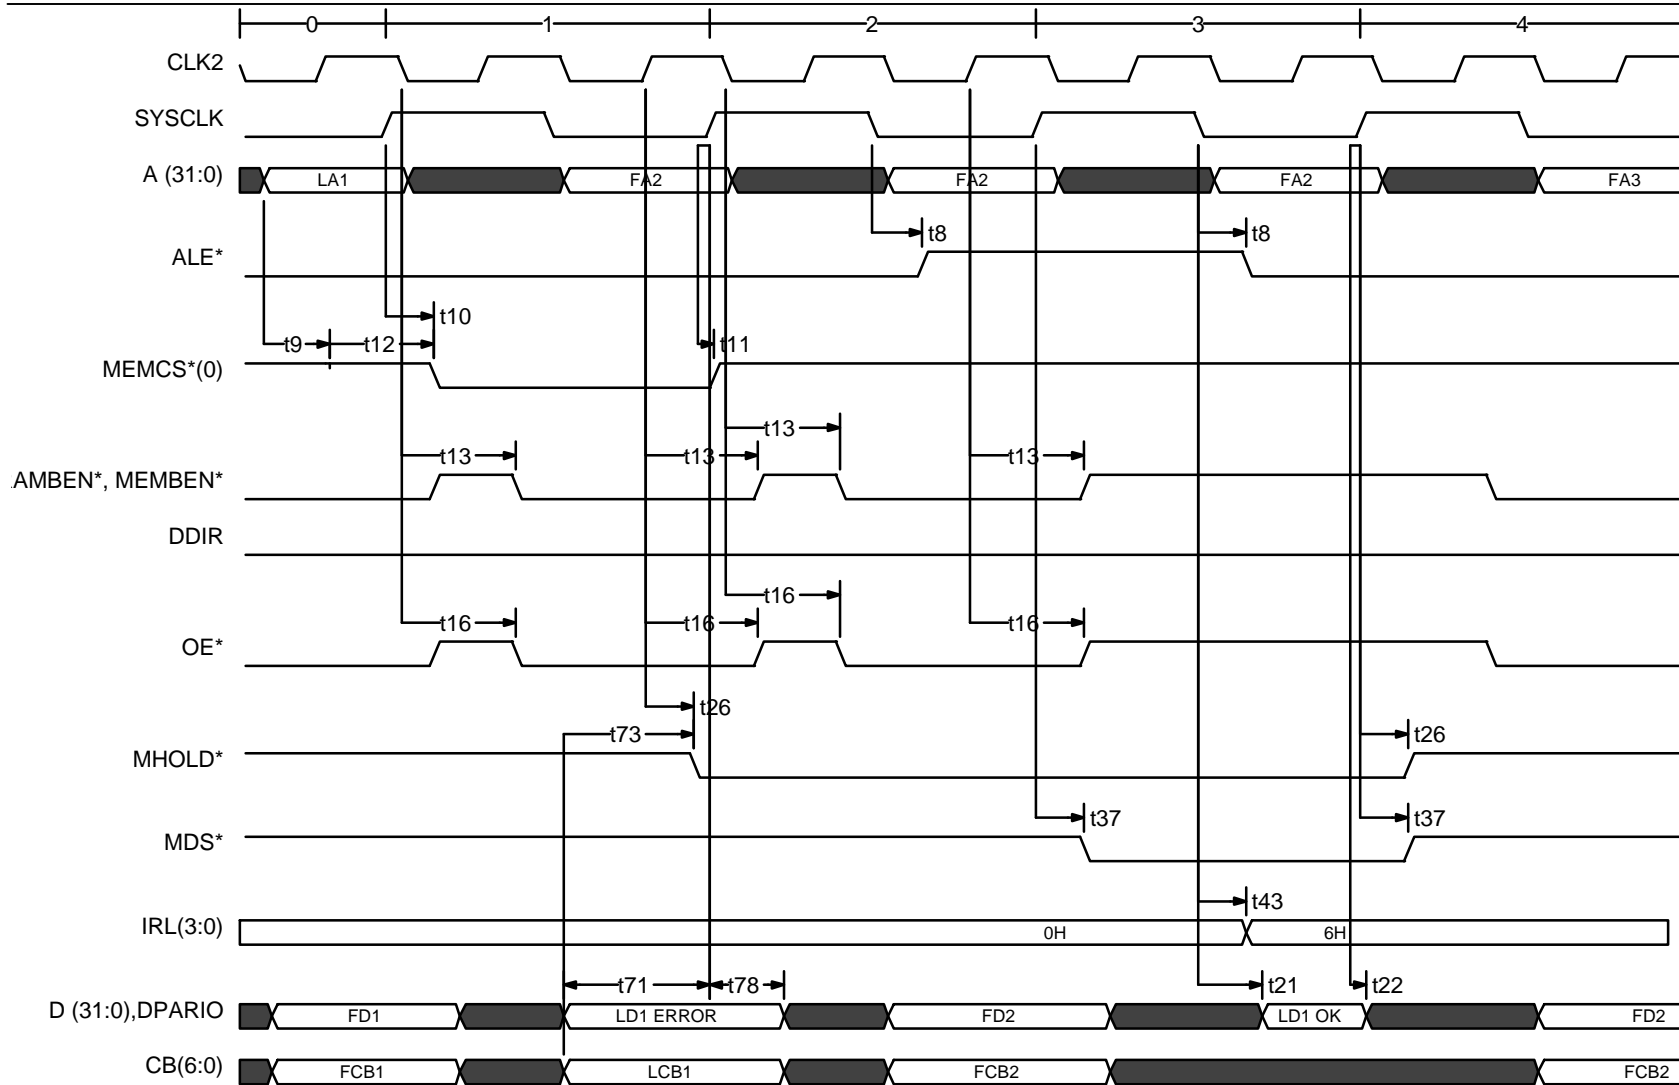 0 1 2 3 4
CLK2
SYSCLK
A (31:0) LA1 FA2 FA2 FA2 FA3
t8 t8
ALE*
t10
t9 t12 t11
MEMCS*(0)
t13
t13 t13 t13
AMBEN*, MEMBEN*
DDIR
t16
t16 t16 t16
OE*
t26
t73 t26
MHOLD*
t37 t37
MDS*
t43
IRL(3:0) 0H 6H
t71 t78 t21 t22
D (31:0),DPARIO FD1 LD1 ERROR FD2 LD1 OK FD2
CB(6:0) FCB1 LCB1 FCB2 FCB2